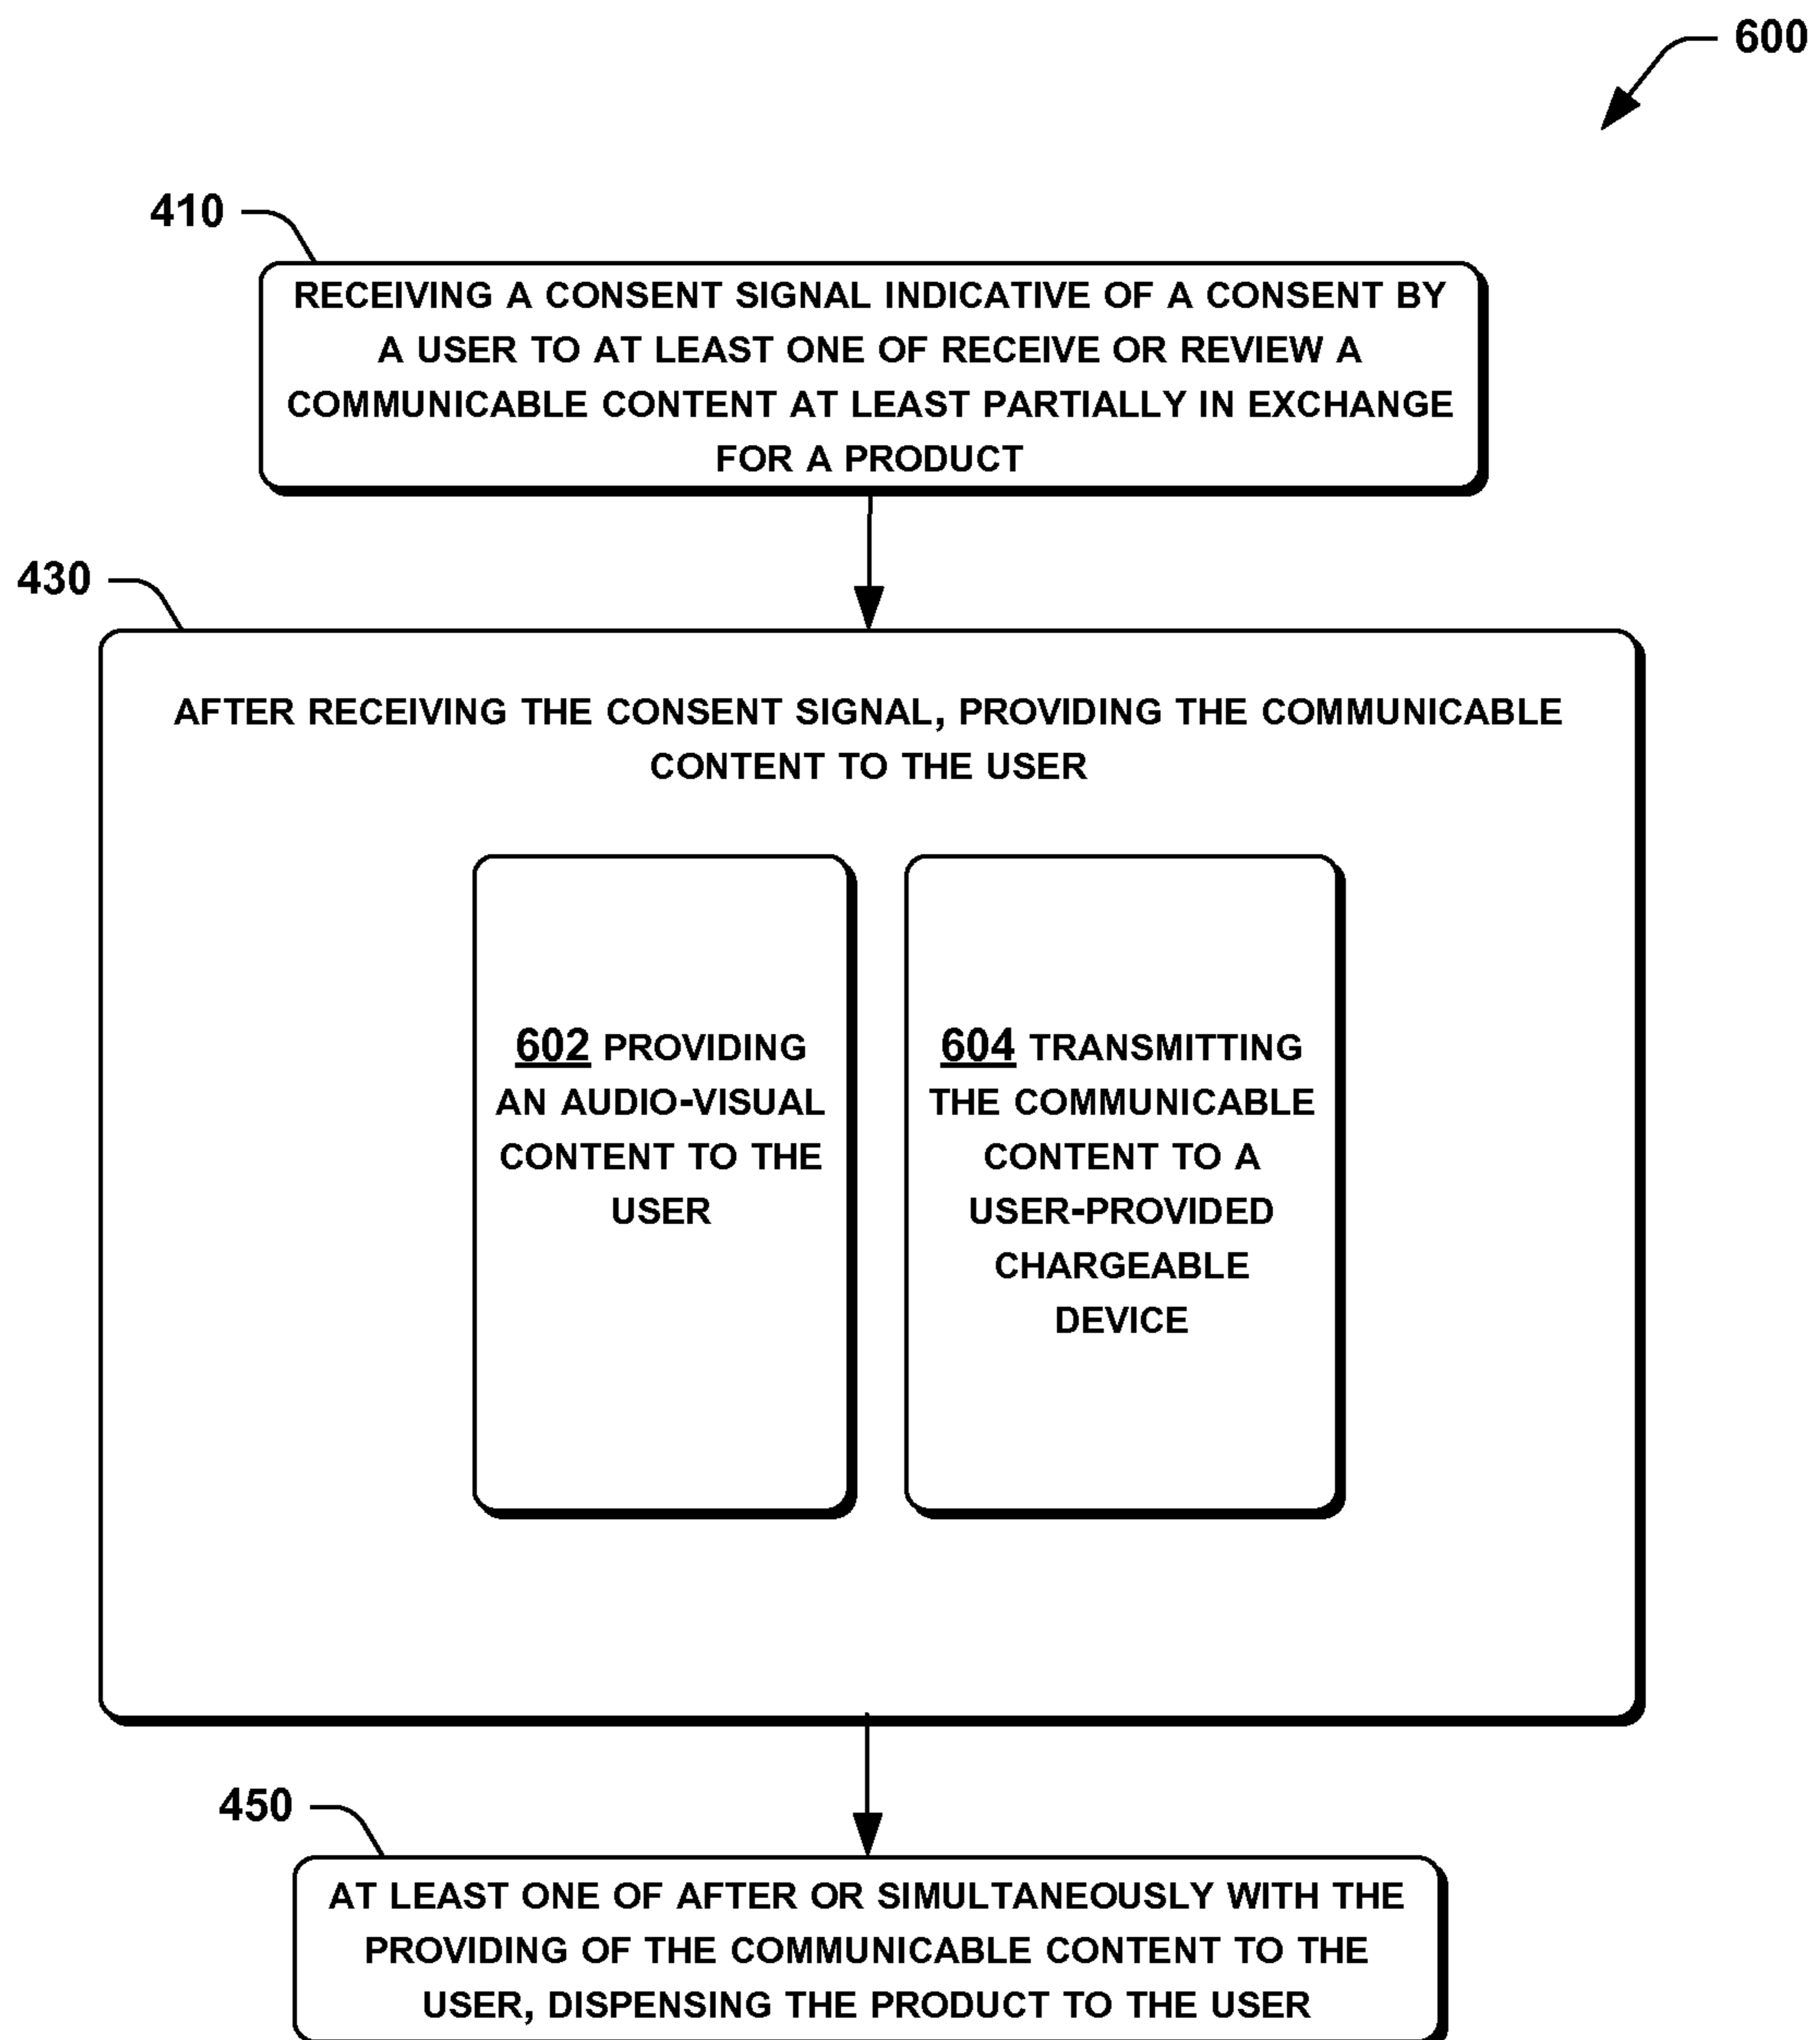 600
410
RECEIVING A CONSENT SIGNAL INDICATIVE OF A CONSENT BY
A USER TO AT LEAST ONE OF RECEIVE OR REVIEW A
COMMUNICABLE CONTENT AT LEAST PARTIALLY IN EXCHANGE
FOR A PRODUCT
430
AFTER RECEIVING THE CONSENT SIGNAL, PROVIDING THE COMMUNICABLE
CONTENT TO THE USER
602 PROVIDING
AN AUDIO-VISUAL
CONTENT TO THE
USER
604 TRANSMITTING
THE COMMUNICABLE
CONTENT TO A
USER-PROVIDED
CHARGEABLE
DEVICE
450
AT LEAST ONE OF AFTER OR SIMULTANEOUSLY WITH THE
PROVIDING OF THE COMMUNICABLE CONTENT TO THE
USER, DISPENSING THE PRODUCT TO THE USER